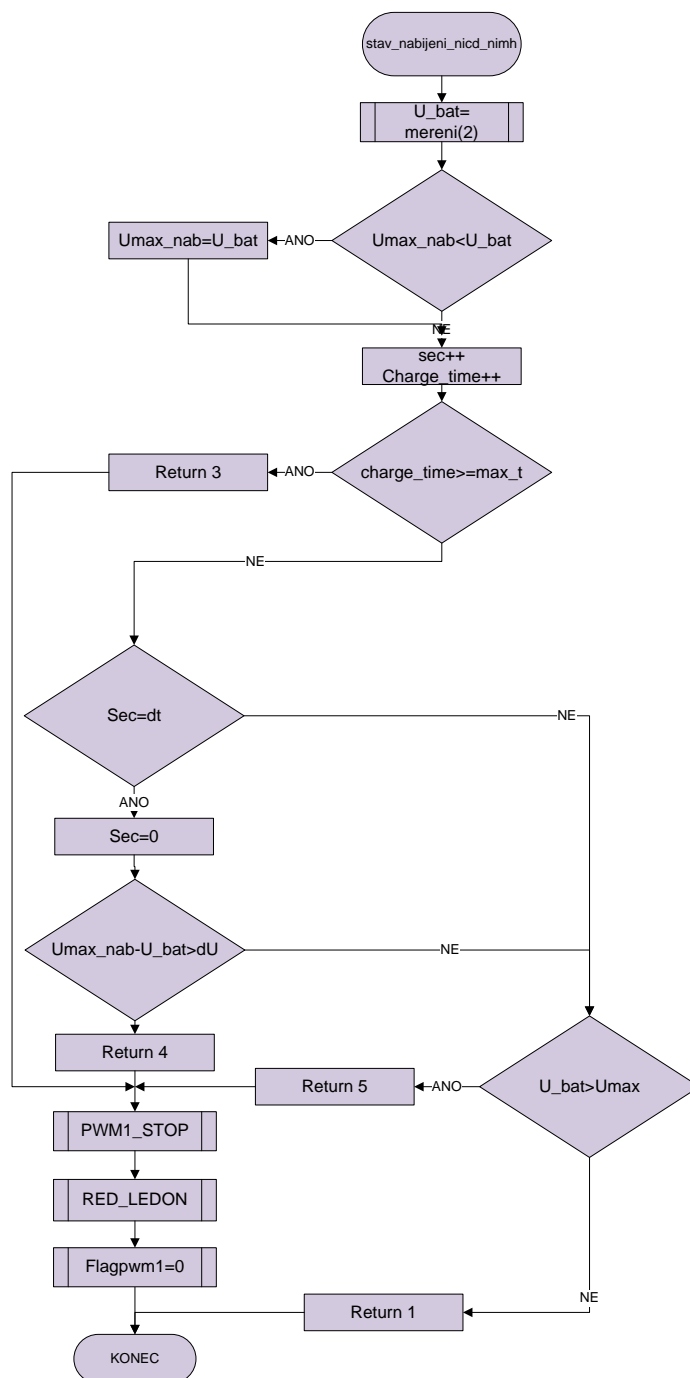 stav_nabijeni_nicd_nimh
U_bat=
mereni(2)
Umax_nab=U_bat
ANO
Umax_nab<U_bat
NE
sec++
Charge_time++
Return 3
ANO
charge_time>=max_t
NE
Sec=dt
NE
ANO
Sec=0
Umax_nab-U_bat>dU
NE
Return 4
Return 5
ANO
U_bat>Umax
PWM1_STOP
RED_LEDON
Flagpwm1=0
NE
Return 1
KONEC